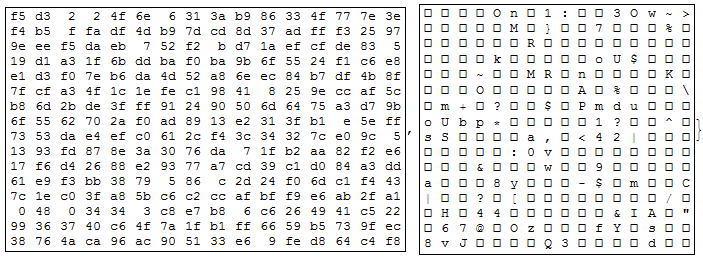 f5 d3 2 2 4f 6e 6 31 3a b9 86 33 4f 77 7e 3e
f4 b5 f fa df 4d b9 7d cd 8d 37 ad ff f3 25 97
9e ee f5 da eb 7 52 f2 b d7 1a ef cf de 83 5
19 d1 a3 1f 6b dd ba f0 ba 9b 6f 55 24 f1 c6 e8
e1 d3 f0 7e b6 da 4d 52 a8 6e ec 84 b7 df 4b 8f
7f cf a3 4f 1c 1e fe c1 98 41 8 25 9e cc af 5c
b8 6d 2b de 3f ff 91 24 90 50 6d 64 75 a3 d7 9b
6f 55 62 70 2a f0 ad 89 13 e2 31 3f b1 e 5e ff
73 53 da e4 ef c0 61 2c f4 3c 34 32 7c e0 9c 5 ,
13 93 fd 87 8e 3a 30 76 da 7 1f b2 aa 82 f2 e6
17 f6 d4 26 88 e2 93 77 a7 cd 39 c1 d0 84 a3 dd
61 e9 f3 bb 38 79 5 86 c 2d 24 f0 6d c1 f4 43
7c 1e c0 3f a8 5b c6 c2 cc af bf f9 e6 ab 2f a1
0 48 0 34 34 3 c8 e7 b8 6 c6 26 49 41 c5 22
99 36 37 40 c6 4f 7a 1f b1 ff 66 59 b5 73 9f ec
38 76 4a ca 96 ac 90 51 33 e6 9 fe d8 64 c4 f8
□ □ □ □ O n □ 1 : □ □ 3 O w ~ >
□ □ □ □ □ M □ } □ □ 7 □ □ □ % □
□ □ □ □ □ □ R □ □ □ □ □ □ □ □ □
□ □ □ □ k □ □ □ □ □ o U $ □ □ □
□ □ □ ~ □ □ M R □ n □ □ □ □ K □
□ □ □ O □ □ □ □ □ A □ % □ □ □ \
□ m + □ ? □ □ $ □ P m d u □ □ □
o U b p * □ □ □ □ □ 1 ? □ □ ^ □
s S □ □ □ □ a , □ < 4 2 | □ □ □ }
□ □ □ □ □ : 0 v □ □ □ □ □ □ □ □
□ □ □ & □ □ □ w □ □ 9 □ □ □ □ □
a □ □ □ 8 y □ □ □ - $ □ m □ □ C
| □ □ ? □ [ □ □ □ □ □ □ □ □ / □
□ H □ 4 4 □ □ □ □ □ □ & I A □ "
□ 6 7 @ □ O z □ □ □ f Y □ s □ □
8 v J □ □ □ □ Q 3 □ □ □ □ d □ □